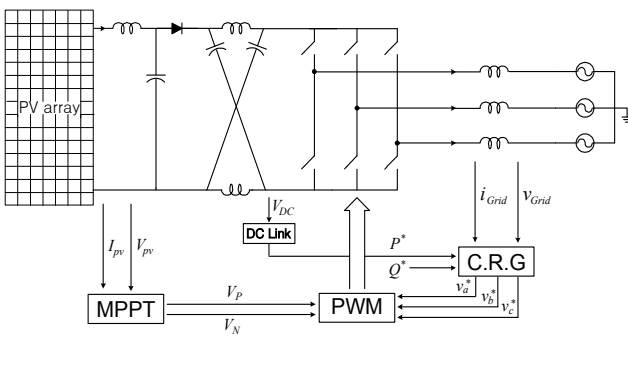 PV array
I_pv
V_pv
V_DC
DC Link
i_Grid
v_Grid
P*
Q*
C.R.G
v_a*
v_b*
v_c*
MPPT
V_P
V_N
PWM